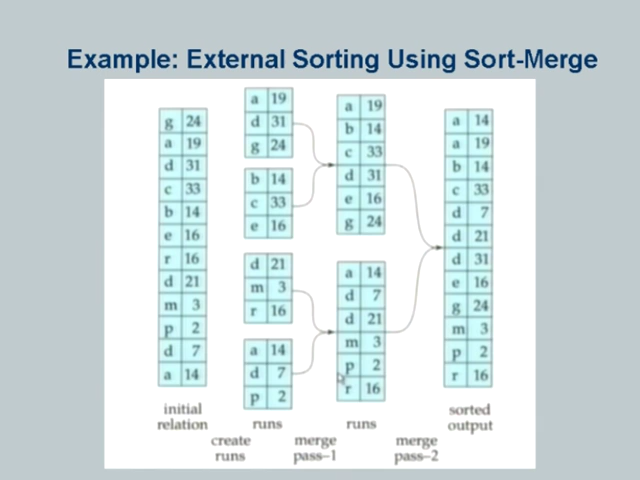 Example: External Sorting Using Sort-Merge
g 24
a 19
d 31
c 33
b 14
e 16
r 16
d 21
m 3
p 2
d 7
a 14
initial
relation
create
runs
a 19
d 31
g 24
b 14
c 33
e 16
d 21
m 3
r 16
a 14
d 7
p 2
runs
merge
pass–1
a 19
b 14
c 33
d 31
e 16
g 24
a 14
d 7
d 21
m 3
p 2
r 16
runs
merge
pass–2
a 14
a 19
b 14
c 33
d 7
d 21
d 31
e 16
g 24
m 3
p 2
r 16
sorted
output